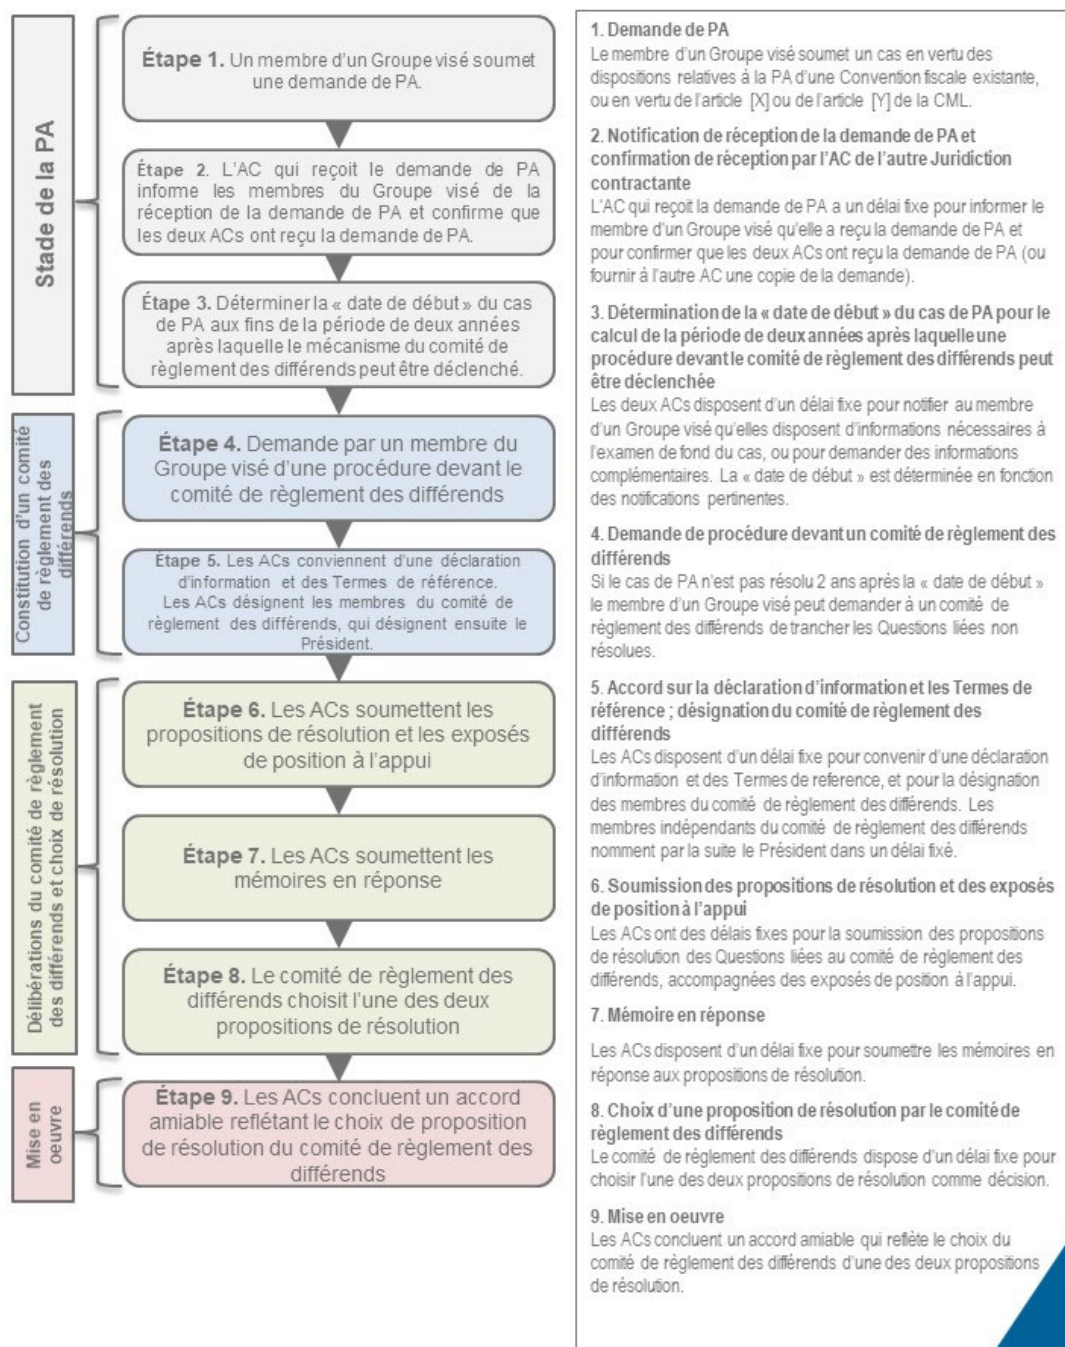 Stade de la PA
Étape 1. Un membre d'un Groupe visé soumet
une demande de PA.
Étape 2. L'AC qui reçoit le demande de PA
informe les membres du Groupe visé de la
réception de la demande de PA et confirme que
les deux ACs ont reçu la demande de PA.
Étape 3. Déterminer la « date de début » du cas
de PA aux fins de la période de deux années
après laquelle le mécanisme du comité de
règlement des différends peut être déclenché.
Constitution d'un comité
de règlement des
différends
Étape 4. Demande par un membre du
Groupe visé d'une procédure devant le
comité de règlement des différends
Étape 5. Les ACs conviennent d'une déclaration
d'information et des Termes de référence.
Les ACs désignent les membres du comité de
règlement des différends, qui désignent ensuite le
Président.
Délibérations du comité de règlement
des différends et choix de résolution
Étape 6. Les ACs soumettent les
propositions de résolution et les exposés
de position à l'appui
Étape 7. Les ACs soumettent les
mémoires en réponse
Étape 8. Le comité de règlement des
différends choisit l'une des deux
propositions de résolution
Mise en
oeuvre
Étape 9. Les ACs concluent un accord
amiable reflétant le choix de proposition
de résolution du comité de règlement des
différends
1. Demande de PA
Le membre d'un Groupe visé soumet un cas en vertu des
dispositions relatives à la PA d'une Convention fiscale existante,
ou en vertu de l'article [X] ou de l'article [Y] de la CML.
2. Notification de réception de la demande de PA et
confirmation de réception par l'AC de l'autre Juridiction
contractante
L'AC qui reçoit la demande de PA a un délai fixe pour informer le
membre d'un Groupe visé qu'elle a reçu la demande de PA et
pour confirmer que les deux ACs ont reçu la demande de PA (ou
fournir à l'autre AC une copie de la demande).
3. Détermination de la « date de début » du cas de PA pour le
calcul de la période de deux années après laquelle une
procédure devant le comité de règlement des différends peut
être déclenchée
Les deux ACs disposent d'un délai fixe pour notifier au membre
d'un Groupe visé qu'elles disposent d'informations nécessaires à
l'examen de fond du cas, ou pour demander des informations
complémentaires. La « date de début » est déterminée en fonction
des notifications pertinentes.
4. Demande de procédure devant un comité de règlement des
différends
Si le cas de PA n'est pas résolu 2 ans après la « date de début »
le membre d'un Groupe visé peut demander à un comité de
règlement des différends de trancher les Questions liées non
résolues.
5. Accord sur la déclaration d'information et les Termes de
référence ; désignation du comité de règlement des
différends
Les ACs disposent d'un délai fixe pour convenir d'une déclaration
d'information et des Termes de reference, et pour la désignation
des membres du comité de règlement des différends. Les
membres indépendants du comité de règlement des différends
nomment par la suite le Président dans un délai fixé.
6. Soumission des propositions de résolution et des exposés
de position à l'appui
Les ACs ont des délais fixes pour la soumission des propositions
de résolution des Questions liées au comité de règlement des
différends, accompagnées des exposés de position à l'appui.
7. Mémoire en réponse
Les ACs disposent d'un délai fixe pour soumettre les mémoires en
réponse aux propositions de résolution.
8. Choix d'une proposition de résolution par le comité de
règlement des différends
Le comité de règlement des différends dispose d'un délai fixe pour
choisir l'une des deux propositions de résolution comme décision.
9. Mise en oeuvre
Les ACs concluent un accord amiable qui reflète le choix du
comité de règlement des différends d'une des deux propositions
de résolution.